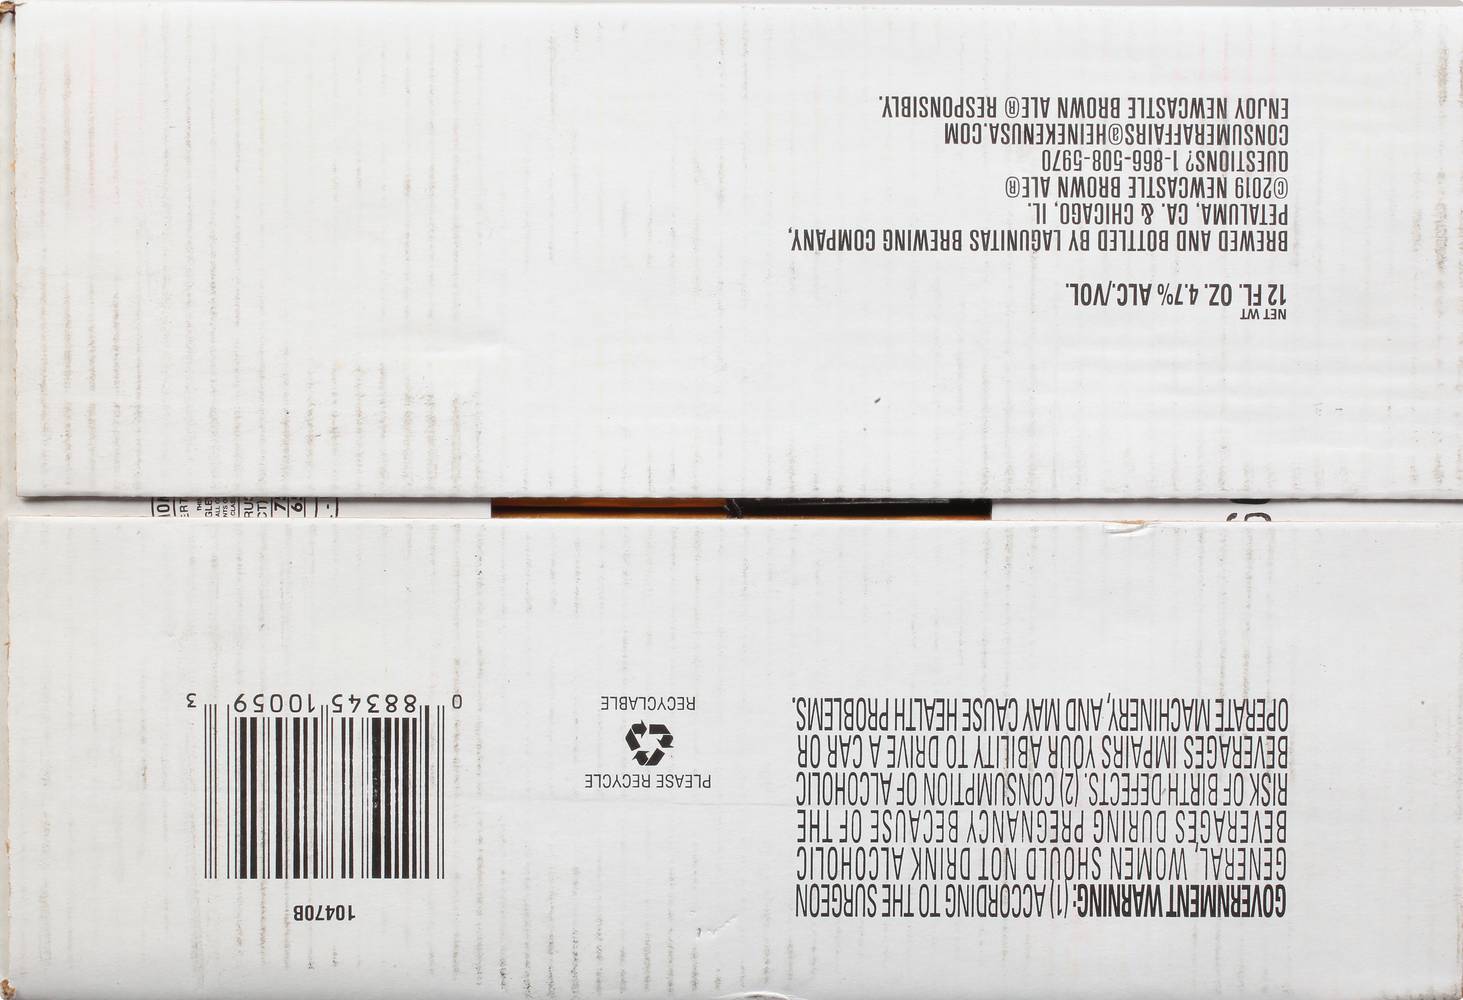 GOVERNMENT WARNING: (1) ACCORDING TO THE SURGEON
GENERAL, WOMEN SHOULD NOT DRINK ALCOHOLIC
BEVERAGES DURING PREGNANCY BECAUSE OF THE
RISK OF BIRTH DEFECTS. (2) CONSUMPTION OF ALCOHOLIC
BEVERAGES IMPAIRS YOUR ABILITY TO DRIVE A CAR OR
OPERATE MACHINERY, AND MAY CAUSE HEALTH PROBLEMS.
PLEASE RECYCLE
RECYCLABLE
10470B
0 88345 10059 3
NET WT
12 FL. OZ. 4.7% ALC./VOL.
BREWED AND BOTTLED BY LAGUNITAS BREWING COMPANY,
PETALUMA, CA. & CHICAGO, IL.
©2019 NEWCASTLE BROWN ALE®
QUESTIONS? 1-866-508-5970
CONSUMERAFFAIRS@HEINEKENUSA.COM
ENJOY NEWCASTLE BROWN ALE® RESPONSIBLY.